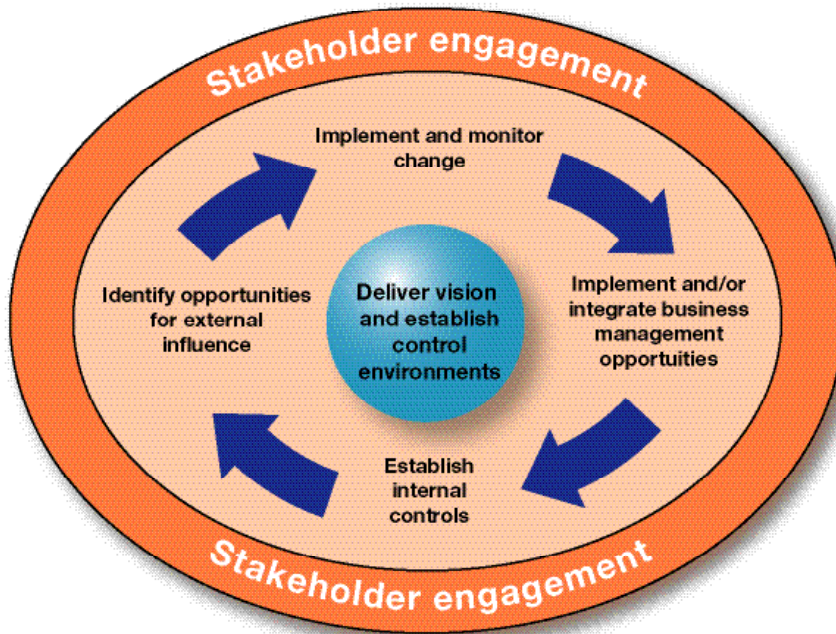 Stakeholder engagement
Implement and monitor
change
Identify opportunities
for external
influence
Deliver vision
and establish
control
environments
Implement and/or
integrate business
management
opportuities
Establish
internal
controls
Stakeholder engagement